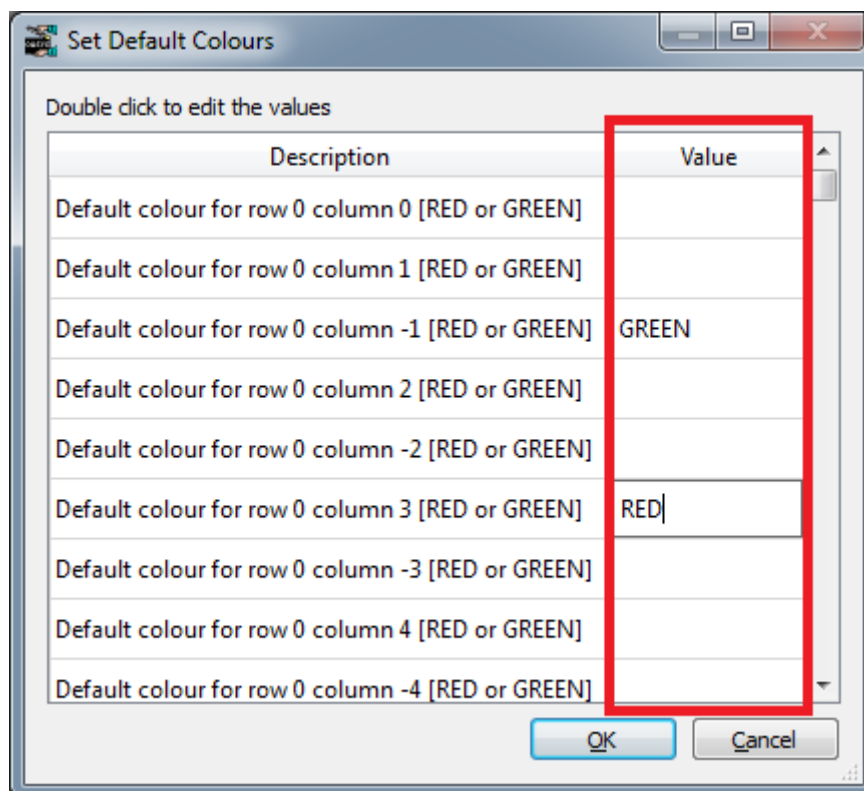 Set Default Colours
Double click to edit the values
Description Value
Default colour for row 0 column 0 [RED or GREEN]
Default colour for row 0 column 1 [RED or GREEN]
Default colour for row 0 column -1 [RED or GREEN] GREEN
Default colour for row 0 column 2 [RED or GREEN]
Default colour for row 0 column -2 [RED or GREEN]
Default colour for row 0 column 3 [RED or GREEN] RED
Default colour for row 0 column -3 [RED or GREEN]
Default colour for row 0 column 4 [RED or GREEN]
Default colour for row 0 column -4 [RED or GREEN]
OK Cancel